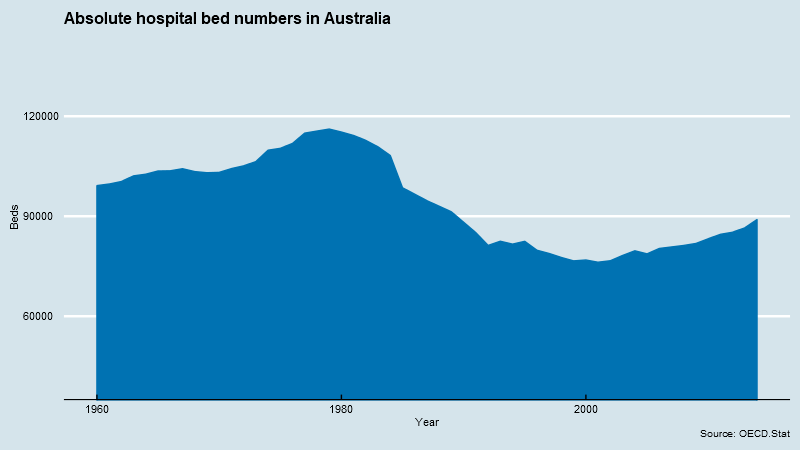 Absolute hospital bed numbers in Australia
120000
90000
60000
Beds
1960
1980
2000
Year
Source: OECD.Stat